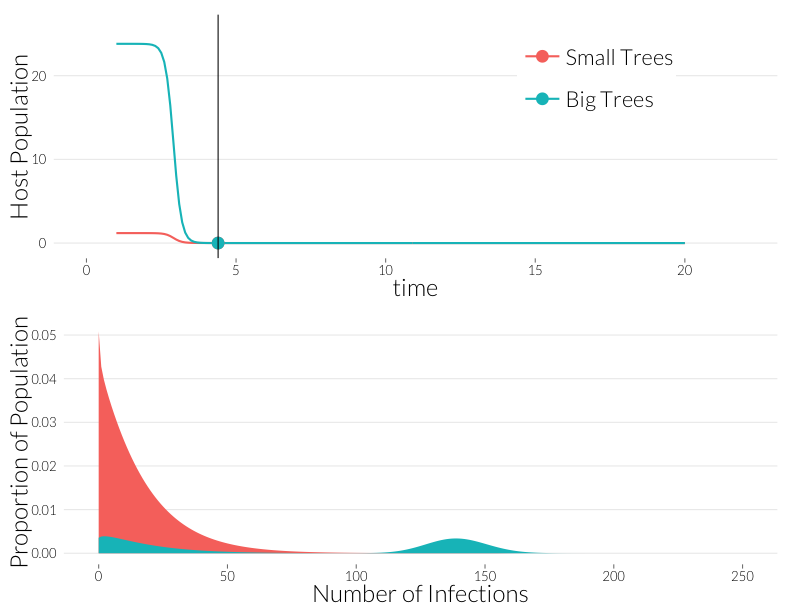 Host Population
20
10
0
Small Trees
Big Trees
0 5 10 15 20
time
Proportion of Population
0.05
0.04
0.03
0.02
0.01
0.00
0 50 100 150 200 250
Number of Infections